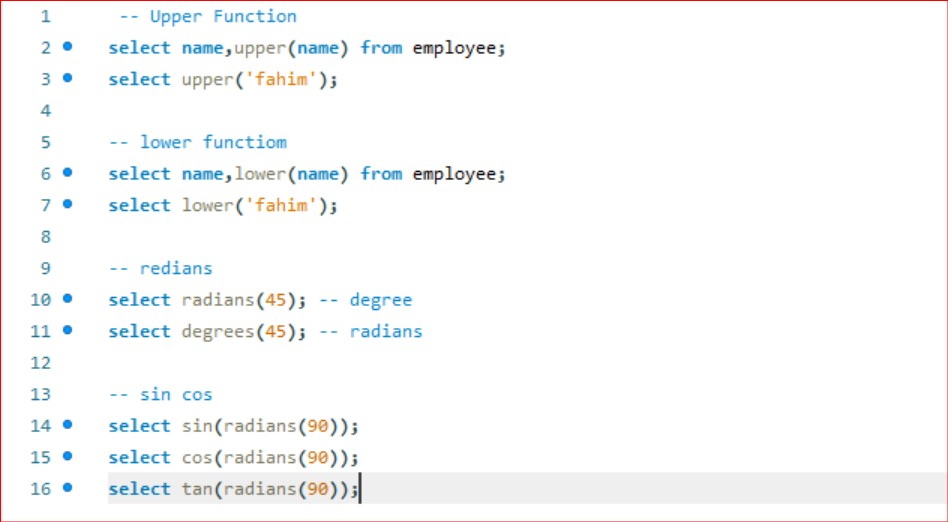 1 -- Upper Function
2 select name,upper(name) from employee;
3 select upper('fahim');
4
5 -- lower functiom
6 select name,lower(name) from employee;
7 select lower('fahim');
8
9 -- redians
10 select radians(45); -- degree
11 select degrees(45); -- radians
12
13 -- sin cos
14 select sin(radians(90));
15 select cos(radians(90));
16 select tan(radians(90));